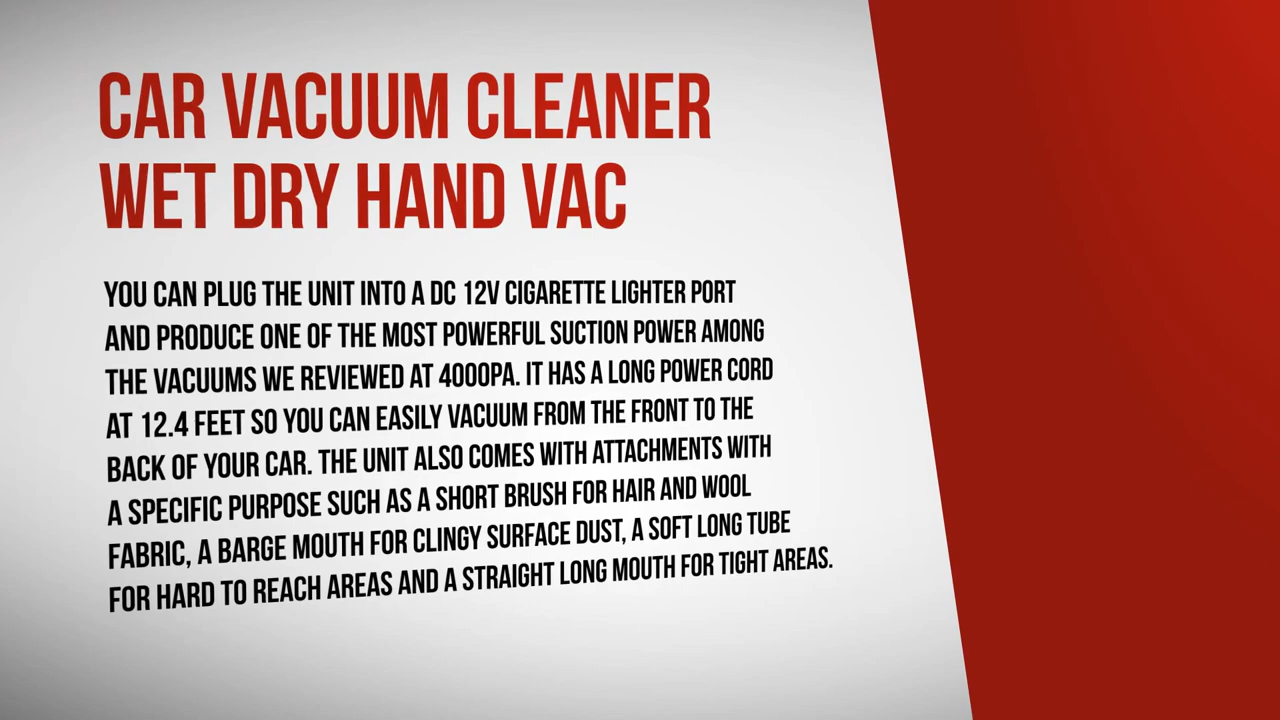 CAR VACUUM CLEANER
WET DRY HAND VAC
YOU CAN PLUG THE UNIT INTO A DC 12V CIGARETTE LIGHTER PORT
AND PRODUCE ONE OF THE MOST POWERFUL SUCTION POWER AMONG
THE VACUUMS WE REVIEWED AT 4000PA. IT HAS A LONG POWER CORD
AT 12.4 FEET SO YOU CAN EASILY VACUUM FROM THE FRONT TO THE
BACK OF YOUR CAR. THE UNIT ALSO COMES WITH ATTACHMENTS WITH
A SPECIFIC PURPOSE SUCH AS A SHORT BRUSH FOR HAIR AND WOOL
FABRIC, A BARGE MOUTH FOR CLINGY SURFACE DUST, A SOFT LONG TUBE
FOR HARD TO REACH AREAS AND A STRAIGHT LONG MOUTH FOR TIGHT AREAS.